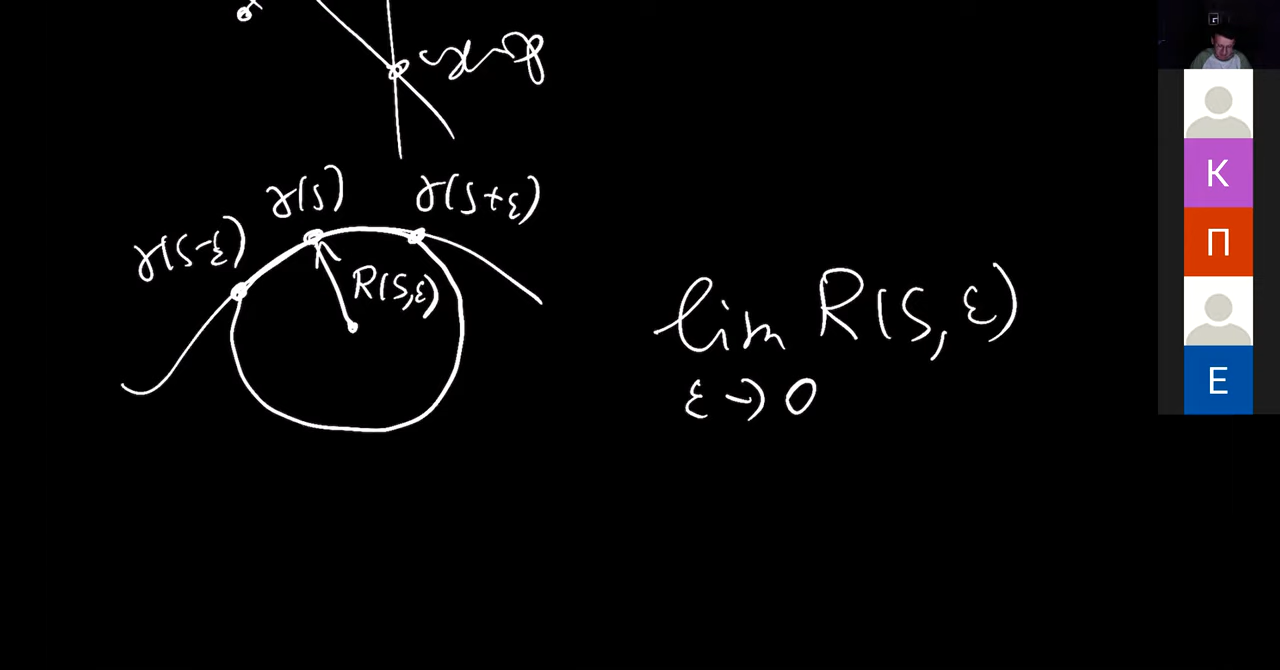 γ(s)
γ(s+ε)
γ(s-ε)
R(s,ε)
lim R(s,ε)
ε→0
К
П
Е